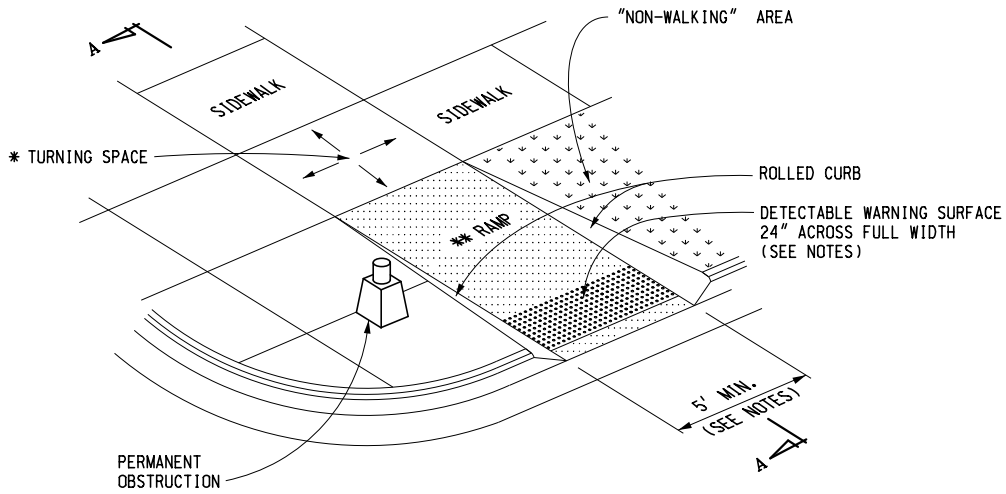 A
"NON-WALKING" AREA
SIDEWALK
SIDEWALK
* TURNING SPACE
ROLLED CURB
** RAMP
DETECTABLE WARNING SURFACE
24" ACROSS FULL WIDTH
(SEE NOTES)
5' MIN.
(SEE NOTES)
A
PERMANENT
OBSTRUCTION